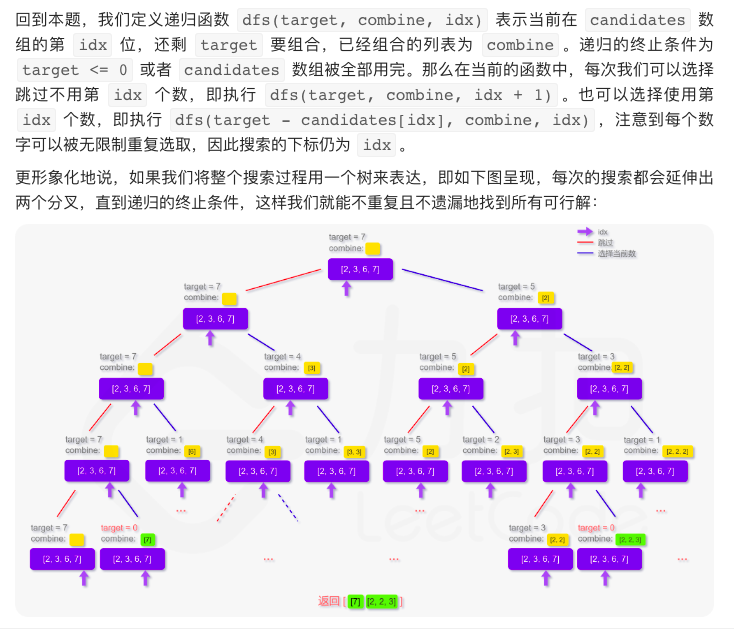 回到本题，我们定义递归函数 dfs(target, combine, idx) 表示当前在 candidates 数
组的第 idx 位，还剩 target 要组合，已经组合的列表为 combine 。递归的终止条件为
target <= 0 或者 candidates 数组被全部用完。那么在当前的函数中，每次我们可以选择
跳过不用第 idx 个数，即执行 dfs(target, combine, idx + 1) 。也可以选择使用第
idx 个数，即执行 dfs(target - candidates[idx], combine, idx) ，注意到每个数
字可以被无限制重复选取，因此搜索的下标仍为 idx 。
更形象化地说，如果我们将整个搜索过程用一个树来表达，即如下图呈现，每次的搜索都会延伸出
两个分叉，直到递归的终止条件，这样我们就能不重复且不遗漏地找到所有可行解：
idx
跳过
选择当前数
target = 7
combine:
[2, 3, 6, 7]
target = 7
combine:
[2, 3, 6, 7]
target = 5
combine: [2]
[2, 3, 6, 7]
target = 7
combine:
[2, 3, 6, 7]
target = 4
combine: [3]
[2, 3, 6, 7]
target = 5
combine: [2]
[2, 3, 6, 7]
target = 3
combine: [2, 2]
[2, 3, 6, 7]
target = 7
combine:
[2, 3, 6, 7]
target = 1
combine: [6]
[2, 3, 6, 7]
target = 4
combine: [3]
[2, 3, 6, 7]
target = 1
combine: [3, 3]
[2, 3, 6, 7]
target = 5
combine: [2]
[2, 3, 6, 7]
target = 2
combine: [2, 3]
[2, 3, 6, 7]
target = 3
combine: [2, 2]
[2, 3, 6, 7]
target = 1
combine: [2, 2, 2]
[2, 3, 6, 7]
...
...
...
target = 7
combine:
[2, 3, 6, 7]
target = 0
combine: [7]
[2, 3, 6, 7]
...
...
target = 3
combine: [2, 2]
[2, 3, 6, 7]
target = 0
combine: [2, 2, 3]
[2, 3, 6, 7]
...
返回 [ [7] [2, 2, 3] ]
力扣
LeetCode